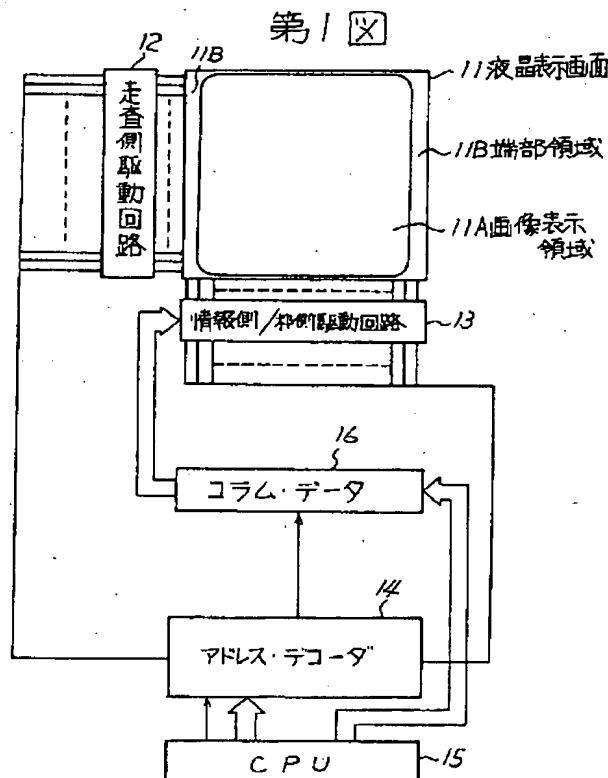 第1図
12
11B
11液晶表示画面
走査側駆動回路
11B端部領域
11A画像表示
領域
情報側/枠側駆動回路
13
16
コラム・データ
14
アドレス・デコーダ
CPU
15